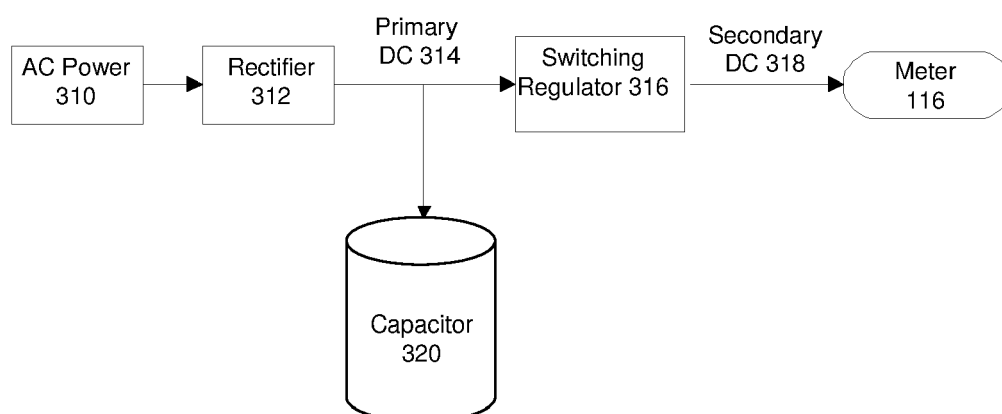 AC Power
310
Rectifier
312
Primary
DC 314
Switching
Regulator 316
Secondary
DC 318
Meter
116
Capacitor
320